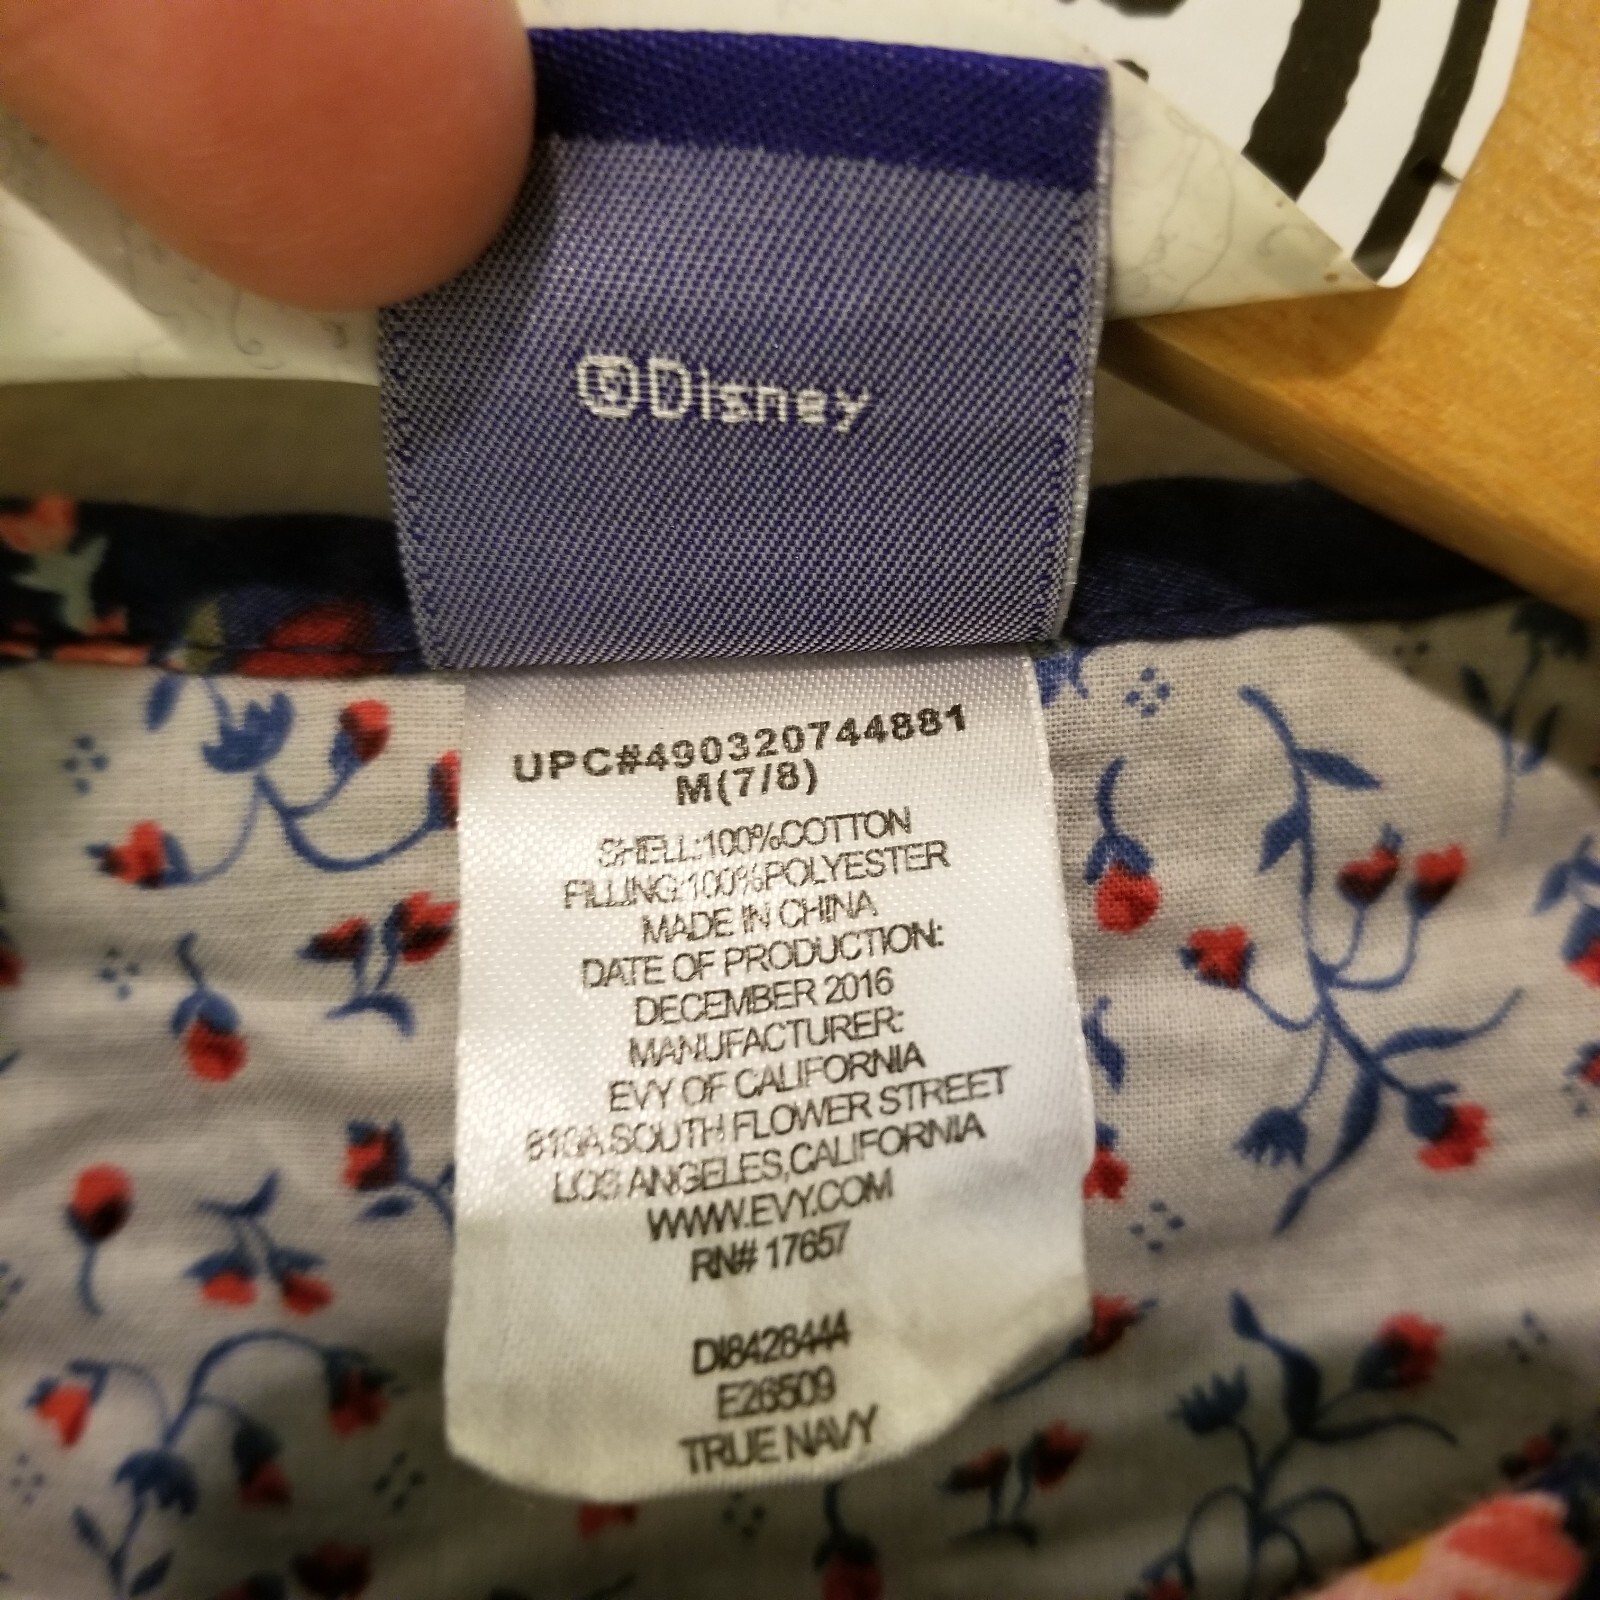 ©Disney
UPC#490320744881
M(7/8)
SHELL:100%COTTON
FILLING:100%POLYESTER
MADE IN CHINA
DATE OF PRODUCTION:
DECEMBER 2016
MANUFACTURER:
EVY OF CALIFORNIA
810A SOUTH FLOWER STREET
LOS ANGELES,CALIFORNIA
WWW.EVY.COM
RN# 17657
DI8428444
E26509
TRUE NAVY